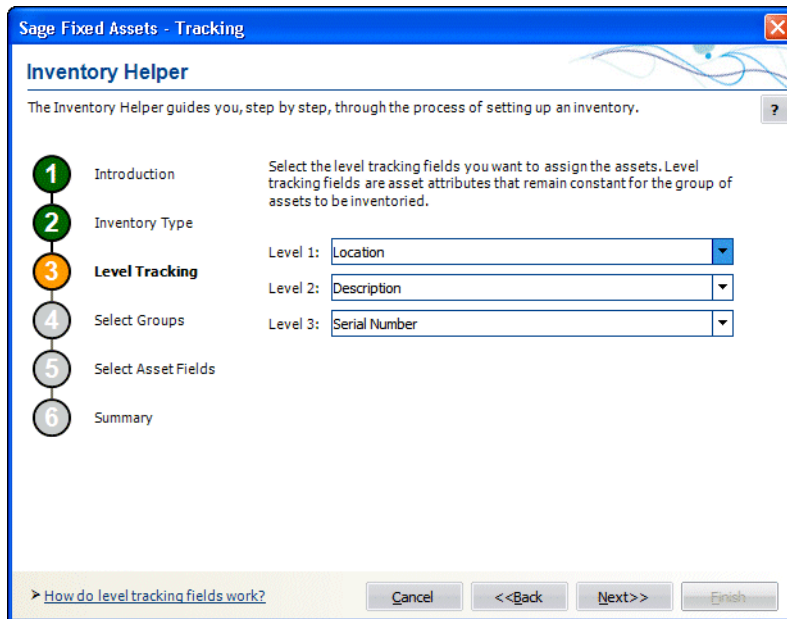 Sage Fixed Assets - Tracking
Inventory Helper
The Inventory Helper guides you, step by step, through the process of setting up an inventory.
?
1 Introduction
2 Inventory Type
3 Level Tracking
4 Select Groups
5 Select Asset Fields
6 Summary
Select the level tracking fields you want to assign the assets. Level
tracking fields are asset attributes that remain constant for the group of
assets to be inventoried.
Level 1: Location
Level 2: Description
Level 3: Serial Number
How do level tracking fields work?
Cancel
<<Back
Next>>
Finish